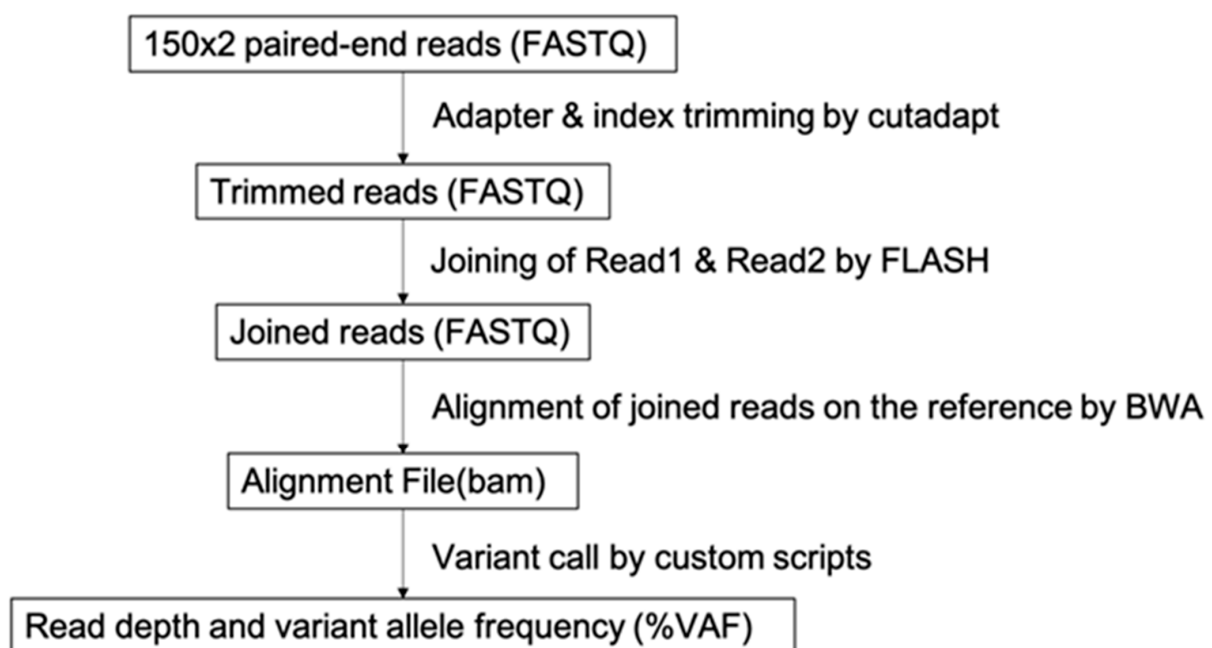 150x2 paired-end reads (FASTQ)
Adapter & index trimming by cutadapt
Trimmed reads (FASTQ)
Joining of Read1 & Read2 by FLASH
Joined reads (FASTQ)
Alignment of joined reads on the reference by BWA
Alignment File(bam)
Variant call by custom scripts
Read depth and variant allele frequency (%VAF)